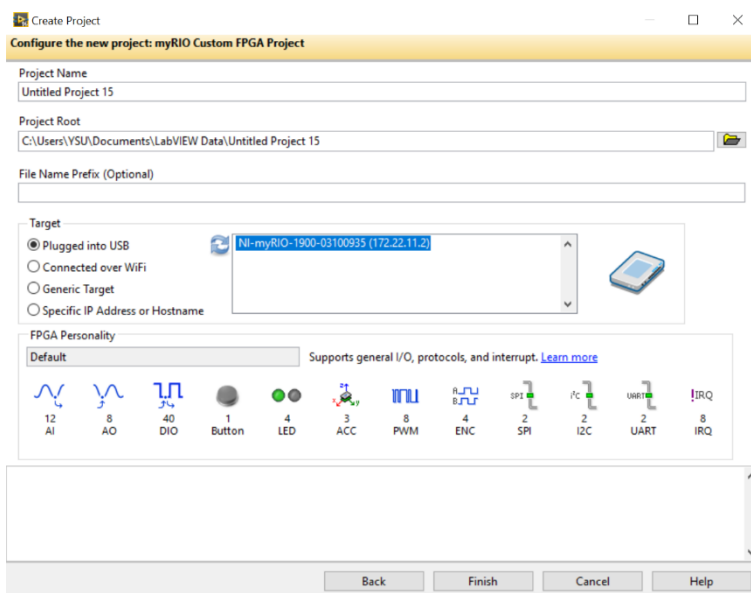 Create Project
Configure the new project: myRIO Custom FPGA Project
Project Name
Untitled Project 15
Project Root
C:\Users\YSU\Documents\LabVIEW Data\Untitled Project 15
File Name Prefix (Optional)
Target
Plugged into USB
NI-myRIO-1900-03100935 (172.22.11.2)
Connected over WiFi
Generic Target
Specific IP Address or Hostname
FPGA Personality
Default Supports general I/O, protocols, and interrupt. Learn more
A B SPI I²C UART !IRQ
12 8 40 1 4 3 8 4 2 2 2 8
AI AO DIO Button LED ACC PWM ENC SPI I2C UART IRQ
Back Finish Cancel Help